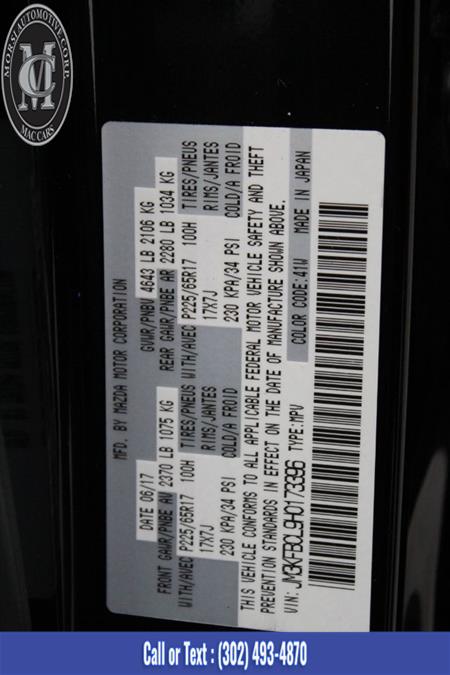 MORSI AUTOMOTIVE CORP.
MC
MAC CARS
MFD. BY MAZDA MOTOR CORPORATION
DATE 06/17
GVWR/PNBV 4643 LB 2106 KG
FRONT GAWR/PNBE AV 2370 LB 1075 KG
REAR GAWR/PNBE AR 2280 LB 1034 KG
WITH/AVEC P225/65R17 100H TIRES/PNEUS
WITH/AVEC P225/65R17 100H TIRES/PNEUS
17X7J RIMS/JANTES
17X7J RIMS/JANTES
230 KPA/34 PSI COLD/A FROID
230 KPA/34 PSI COLD/A FROID
THIS VEHICLE CONFORMS TO ALL APPLICABLE FEDERAL MOTOR VEHICLE SAFETY AND THEFT
PREVENTION STANDARDS IN EFFECT ON THE DATE OF MANUFACTURE SHOWN ABOVE.
VIN: JM3KFBCL9H0173396 TYPE:MPV
COLOR CODE:41W MADE IN JAPAN
Call or Text : (302) 493-4870